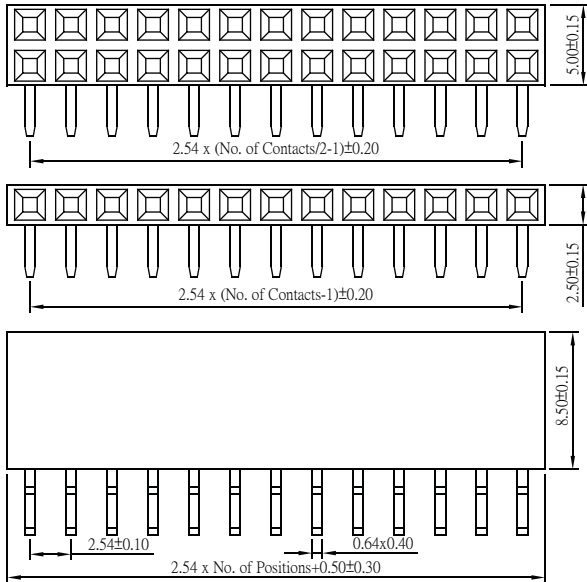 5.00±0.15
2.54 x (No. of Contacts/2-1)±0.20
2.54 x (No. of Contacts-1)±0.20
2.50±0.15
8.50±0.15
2.54±0.10
0.64x0.40
2.54 x No. of Positions+0.50±0.30